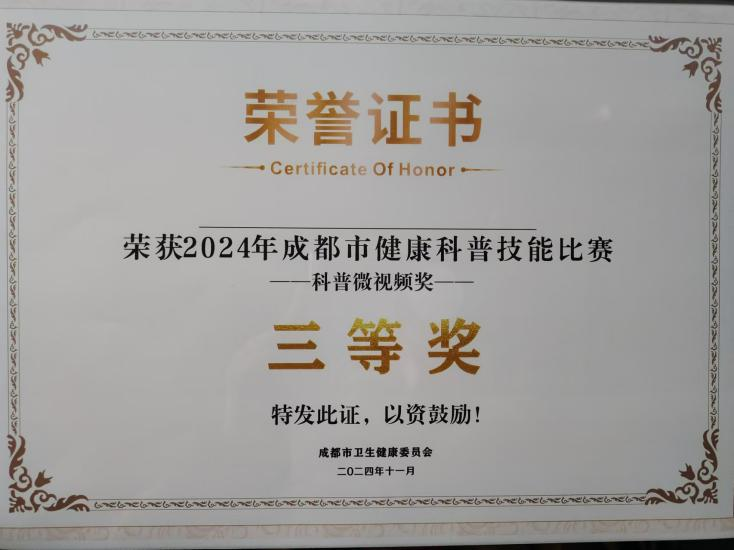 荣誉证书
Certificate Of Honor
荣获2024年成都市健康科普技能比赛
——科普微视频奖——
三等奖
特发此证，以资鼓励！
成都市卫生健康委员会
二〇二四年十一月